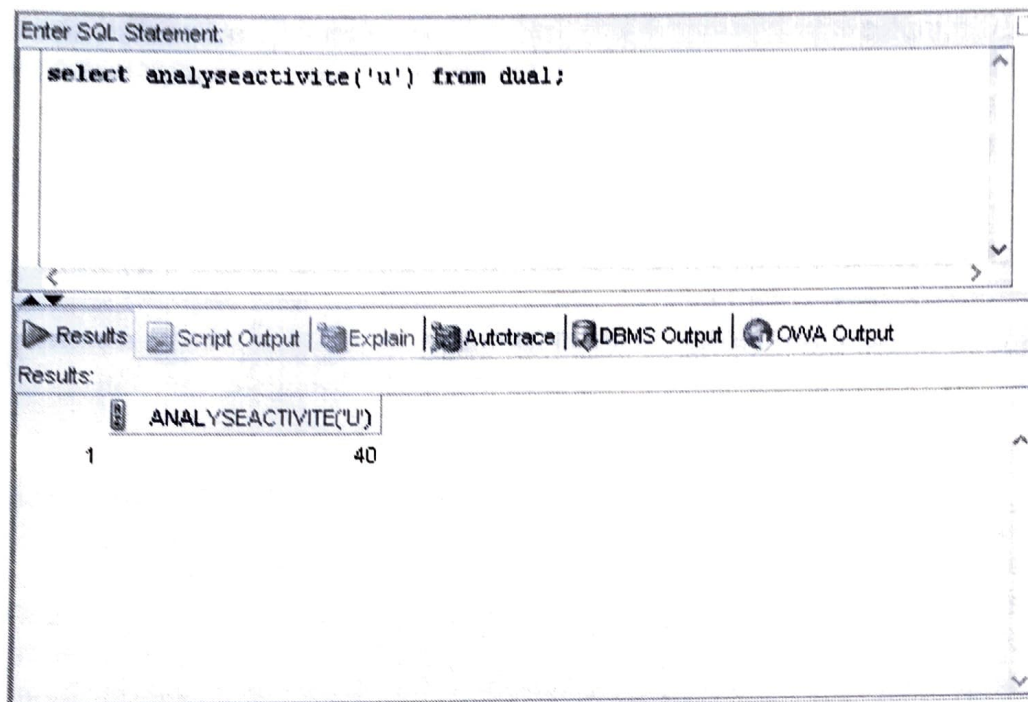 Enter SQL Statement:
select analyseactivite('u') from dual;
Results Script Output Explain Autotrace DBMS Output OWA Output
Results:
ANALYSEACTIVITE('U')
1 40